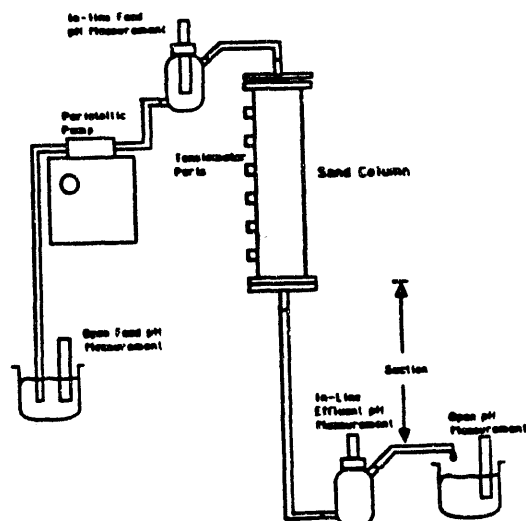 In-line Feed
pH Measurement
Peristaltic
Pump
Tensiometer
Ports
Sand Column
Open Feed pH
Measurement
Suction
In-Line
Effluent pH
Measurement
Open pH
Measurement